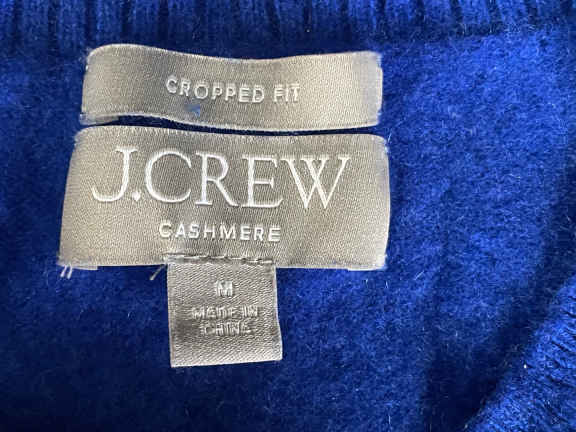 CROPPED FIT
J.CREW
CASHMERE
M
MADE IN
CHINA